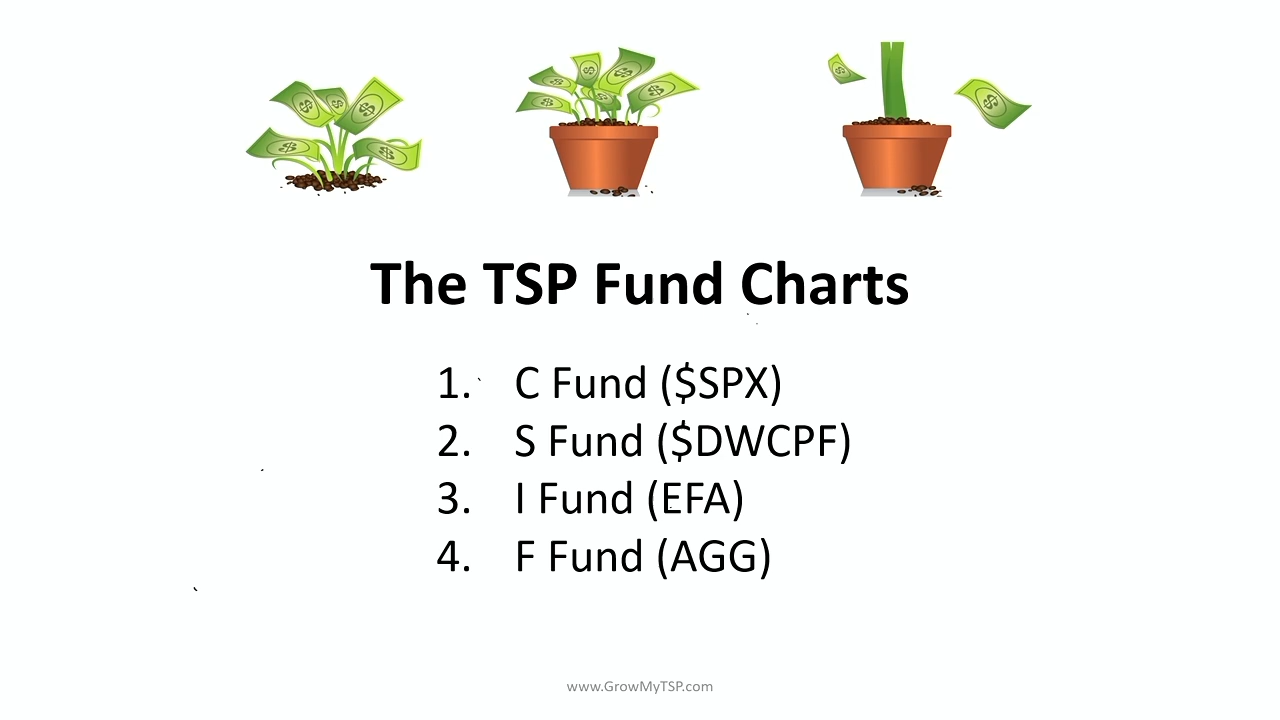 The TSP Fund Charts
1. C Fund ($SPX)
2. S Fund ($DWCPF)
3. I Fund (EFA)
4. F Fund (AGG)
www.GrowMyTSP.com